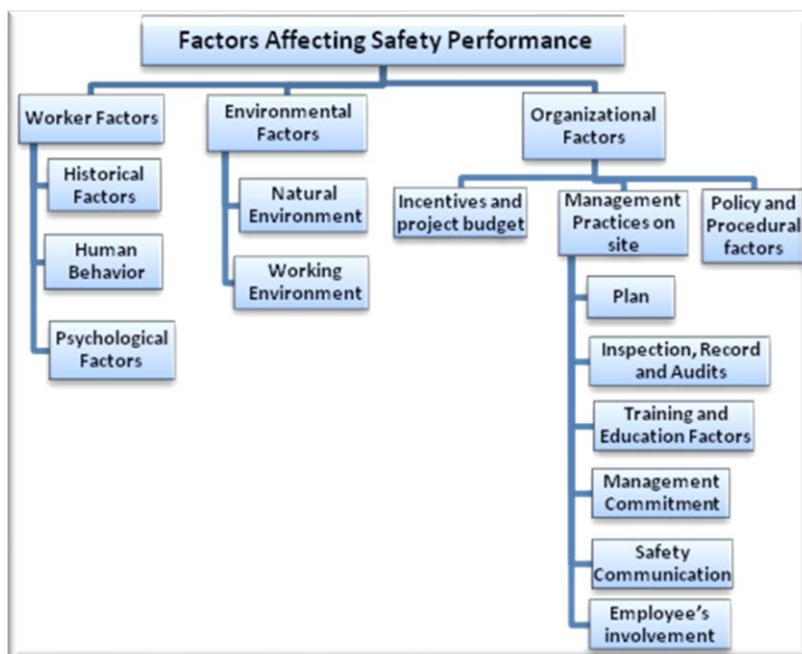 Factors Affecting Safety Performance
Worker Factors
Historical
Factors
Human
Behavior
Psychological
Factors
Environmental
Factors
Natural
Environment
Working
Environment
Organizational
Factors
Incentives and
project budget
Management
Practices on
site
Plan
Inspection, Record
and Audits
Training and
Education Factors
Management
Commitment
Safety
Communication
Employee's
involvement
Policy and
Procedural
factors